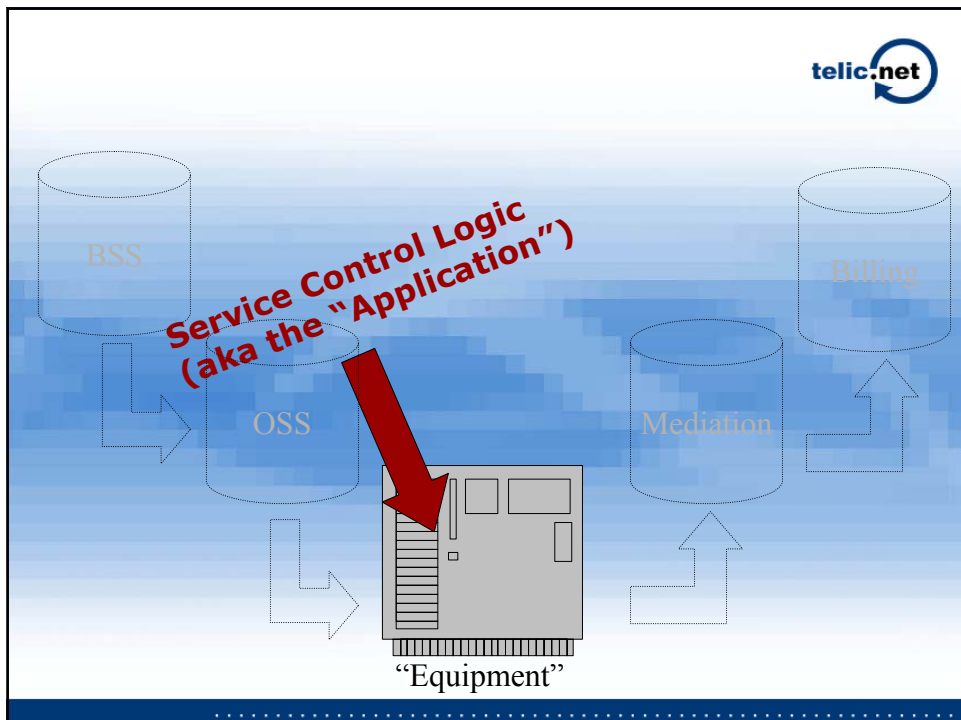 telic.net
BSS
Service Control Logic
(aka the “Application”)
Billing
OSS
Mediation
“Equipment”